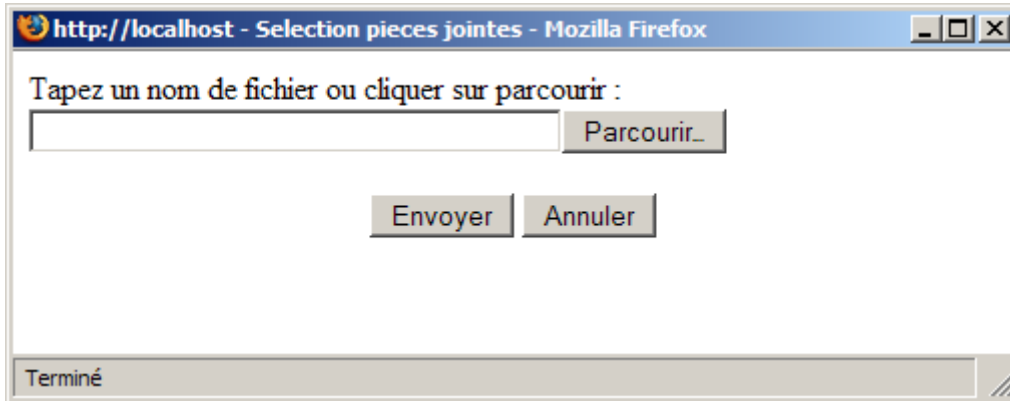 http://localhost - Selection pieces jointes - Mozilla Firefox
Tapez un nom de fichier ou cliquer sur parcourir :
Parcourir...
Envoyer Annuler
Terminé